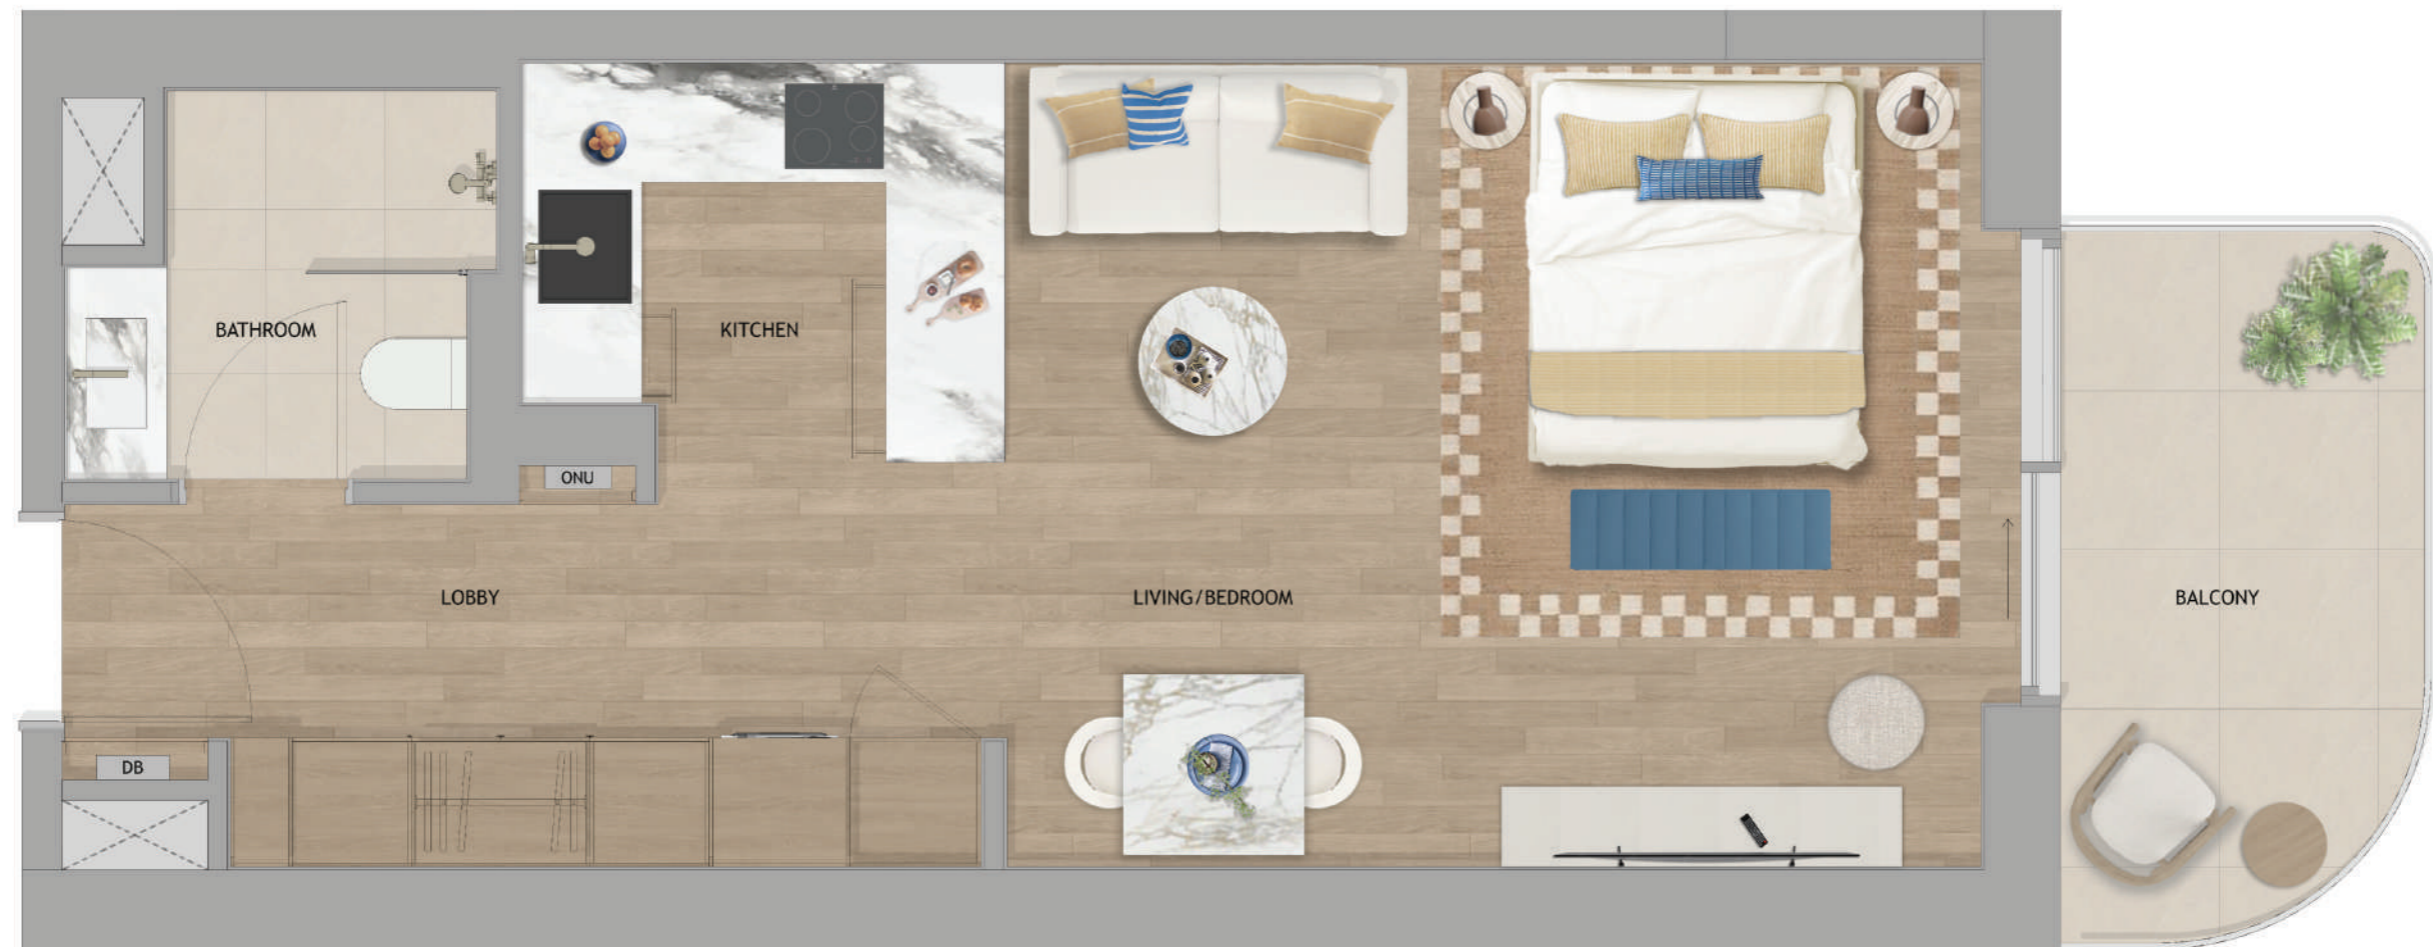 BATHROOM
KITCHEN
ONU
LOBBY
LIVING/BEDROOM
BALCONY
DB